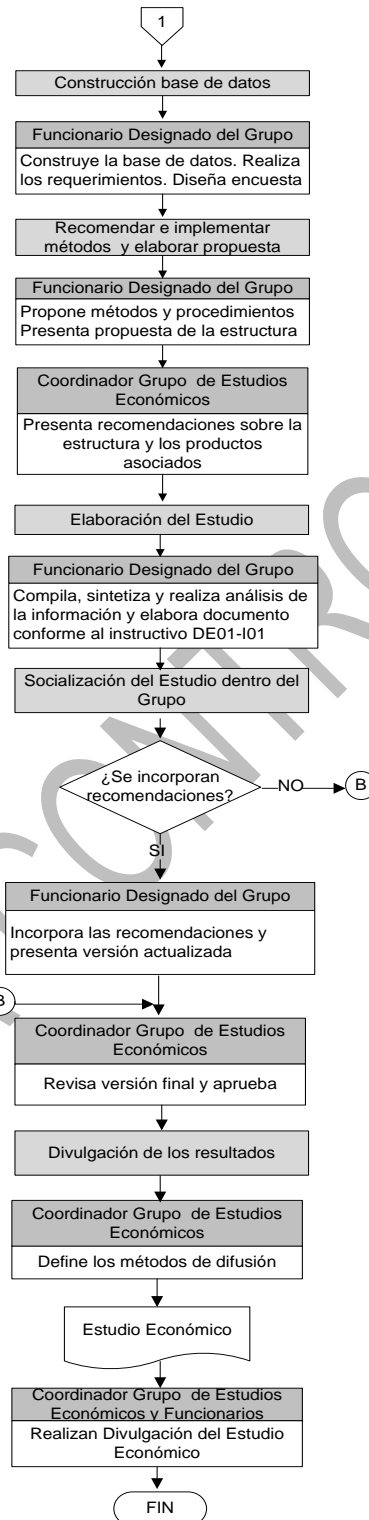 1
Construcción base de datos
Funcionario Designado del Grupo
Construye la base de datos. Realiza
los requerimientos. Diseña encuesta
Recomendar e implementar
métodos y elaborar propuesta
Funcionario Designado del Grupo
Propone métodos y procedimientos
Presenta propuesta de la estructura
Coordinador Grupo de Estudios
Económicos
Presenta recomendaciones sobre la
estructura y los productos
asociados
Elaboración del Estudio
Funcionario Designado del Grupo
Compila, sintetiza y realiza análisis de
la información y elabora documento
conforme al instructivo DE01-I01
Socialización del Estudio dentro del
Grupo
¿Se incorporan
recomendaciones?
NO
B
SI
Funcionario Designado del Grupo
Incorpora las recomendaciones y
presenta versión actualizada
B
Coordinador Grupo de Estudios
Económicos
Revisa versión final y aprueba
Divulgación de los resultados
Coordinador Grupo de Estudios
Económicos
Define los métodos de difusión
Estudio Económico
Coordinador Grupo de Estudios
Económicos y Funcionarios
Realizan Divulgación del Estudio
Económico
FIN